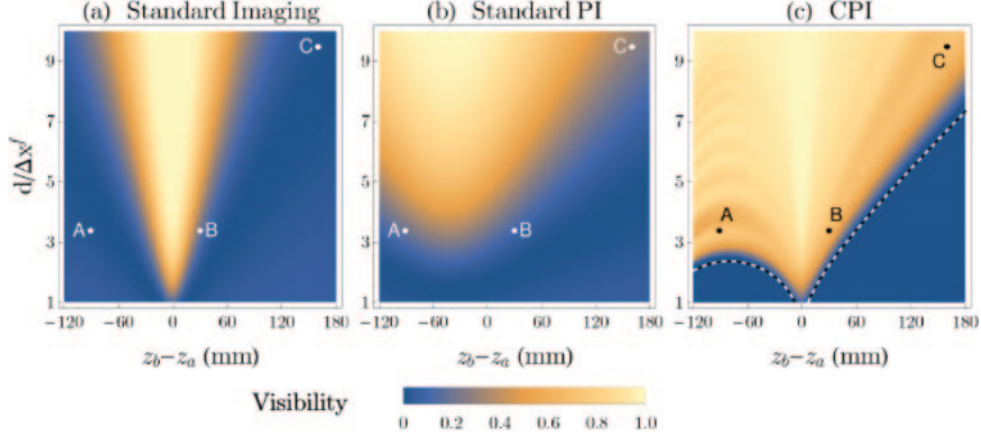 (a) Standard Imaging
(b) Standard PI
(c) CPI
d/Δx^f
9
7
5
3
1
C
A
B
−120 −60 0 60 120 180
z_b−z_a (mm)
9
7
5
3
1
C
A
B
−120 −60 0 60 120 180
z_b−z_a (mm)
9
7
5
3
1
C
A
B
−120 −60 0 60 120 180
z_b−z_a (mm)
Visibility
0 0.2 0.4 0.6 0.8 1.0